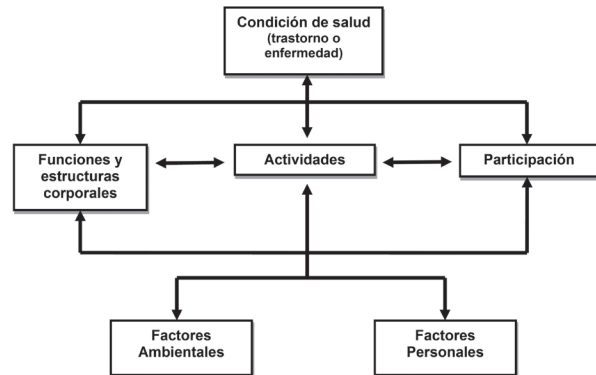 Condición de salud
(trastorno o
enfermedad)
Funciones y
estructuras
corporales
Actividades
Participación
Factores
Ambientales
Factores
Personales